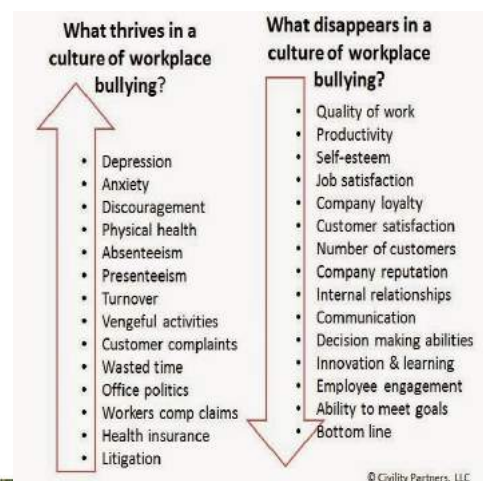 What thrives in a
culture of workplace
bullying?
• Depression
• Anxiety
• Discouragement
• Physical health
• Absenteeism
• Presenteeism
• Turnover
• Vengeful activities
• Customer complaints
• Wasted time
• Office politics
• Workers comp claims
• Health insurance
• Litigation
What disappears in a
culture of workplace
bullying?
• Quality of work
• Productivity
• Self-esteem
• Job satisfaction
• Company loyalty
• Customer satisfaction
• Number of customers
• Company reputation
• Internal relationships
• Communication
• Decision making abilities
• Innovation & learning
• Employee engagement
• Ability to meet goals
• Bottom line
© Civility Partners, LLC